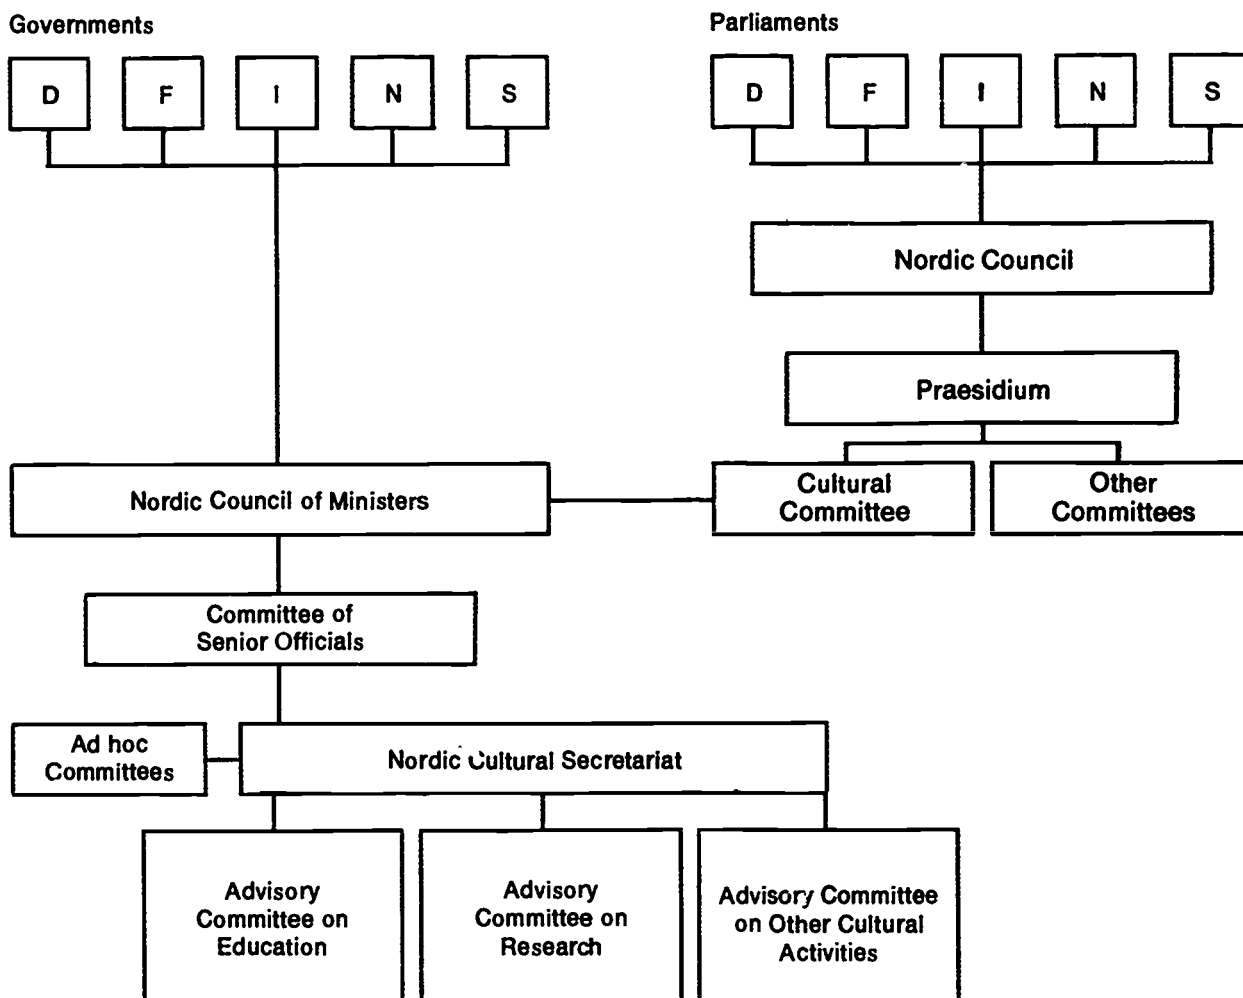 Governments
D F I N S
Parliaments
D F I N S
Nordic Council
Praesidium
Nordic Council of Ministers
Cultural
Committee
Other
Committees
Committee of
Senior Officials
Ad hoc
Committees
Nordic Cultural Secretariat
Advisory
Committee on
Education
Advisory
Committee on
Research
Advisory Committee
on Other Cultural
Activities